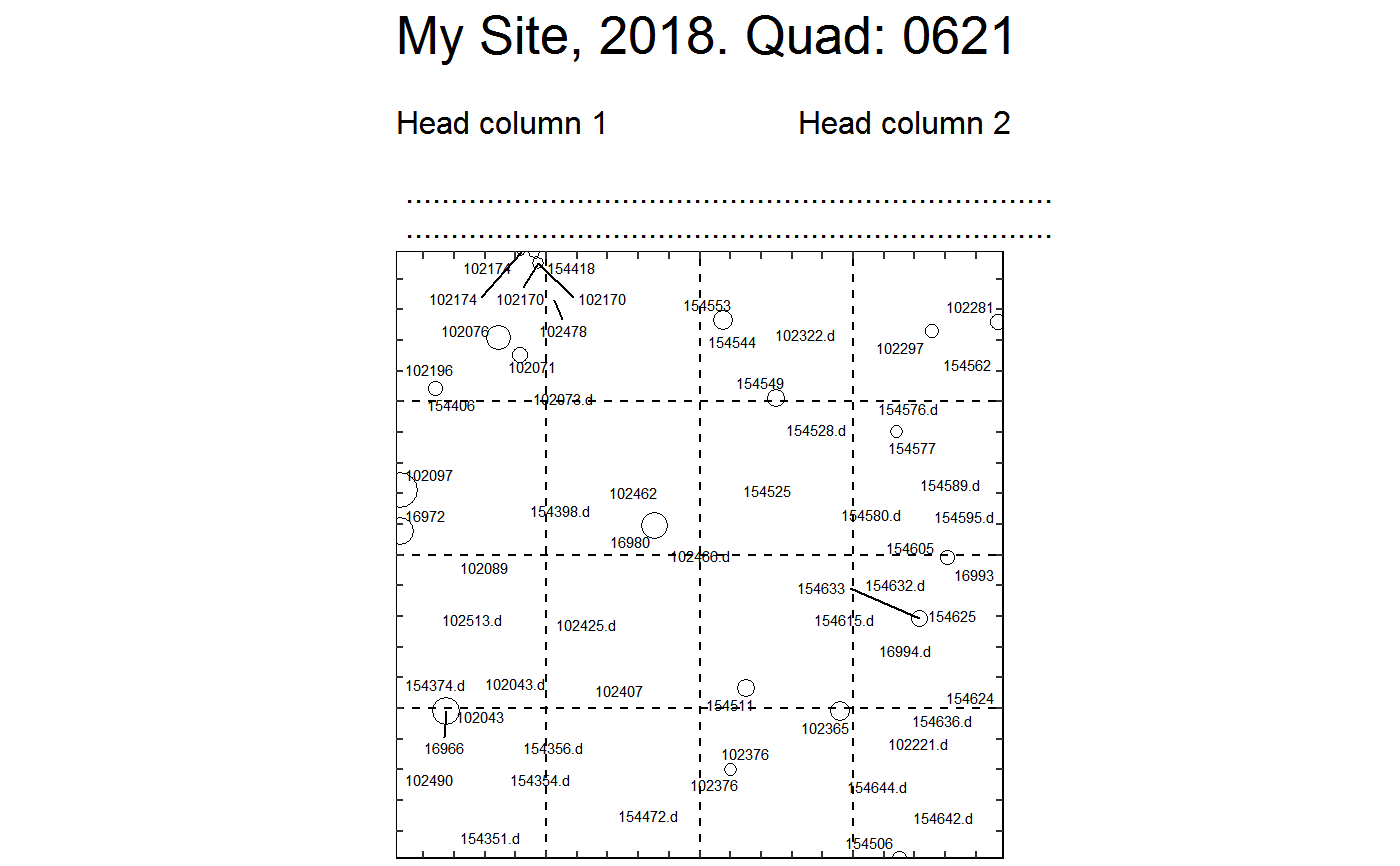 My Site, 2018. Quad: 0621
Head column 1 Head column 2
........................................................................
........................................................................
102174 154418
102174 102170 102170
154553 102281
102076 102478
154544 102322.d
102297
102071 154562
102196
154549
154406 102073.d 154576.d
154528.d
154577
102097
154589.d
102462 154525
154398.d
16972 154580.d 154595.d
16980
154605
102466.d
102089 16993
154633 154632.d
102513.d 102425.d 154615.d 154625
16994.d
154374.d 102043.d
102407
154624
154511
102043 154636.d
102365
16966 154356.d 102221.d
102376
102490 154354.d
102376 154644.d
154472.d 154642.d
154351.d 154506